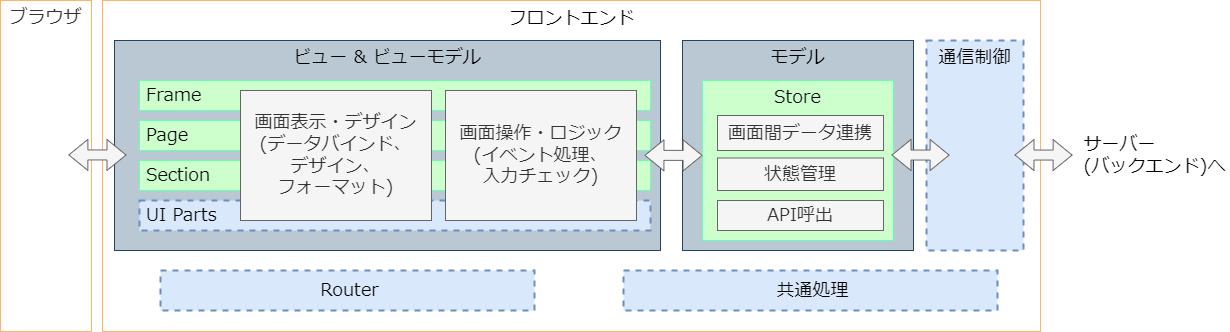 ブラウザ
フロントエンド
ビュー & ビューモデル
Frame
Page
Section
UI Parts
画面表示・デザイン
(データバインド、
デザイン、
フォーマット)
画面操作・ロジック
(イベント処理、
入力チェック)
モデル
Store
画面間データ連携
状態管理
API呼出
通信制御
サーバー
(バックエンド)へ
Router
共通処理